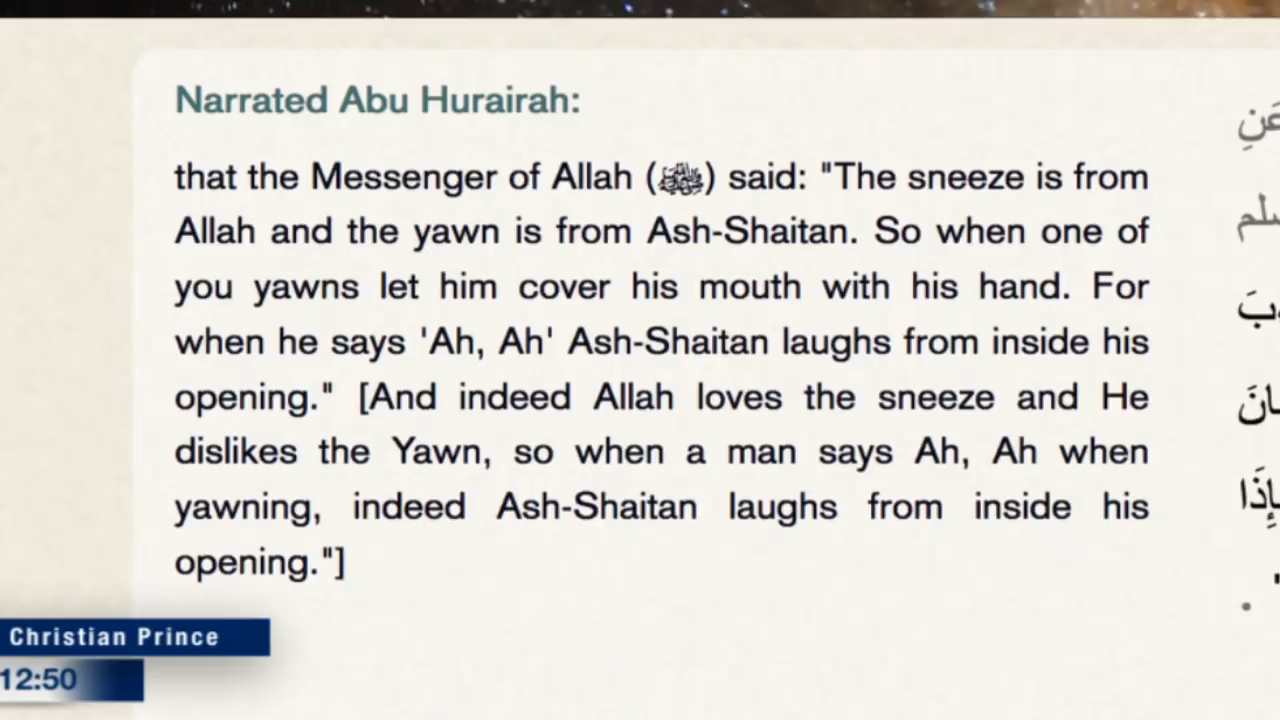 Narrated Abu Hurairah:
that the Messenger of Allah (ﷺ) said: "The sneeze is from
Allah and the yawn is from Ash-Shaitan. So when one of
you yawns let him cover his mouth with his hand. For
when he says 'Ah, Ah' Ash-Shaitan laughs from inside his
opening." [And indeed Allah loves the sneeze and He
dislikes the Yawn, so when a man says Ah, Ah when
yawning, indeed Ash-Shaitan laughs from inside his
opening."]
عَنِ
Christian Prince
12:50